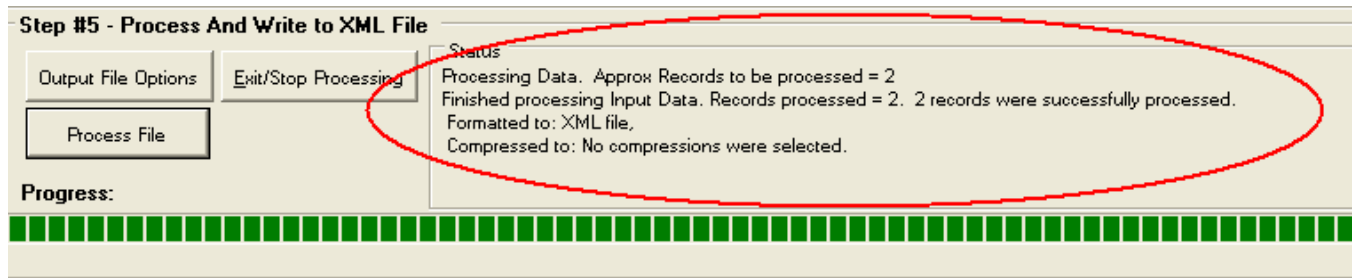 Step #5 - Process And Write to XML File
Output File Options
Exit/Stop Processing
Process File
Status
Processing Data.  Approx Records to be processed = 2
Finished processing Input Data. Records processed = 2.  2 records were successfully processed.
Formatted to: XML file,
Compressed to: No compressions were selected.
Progress: